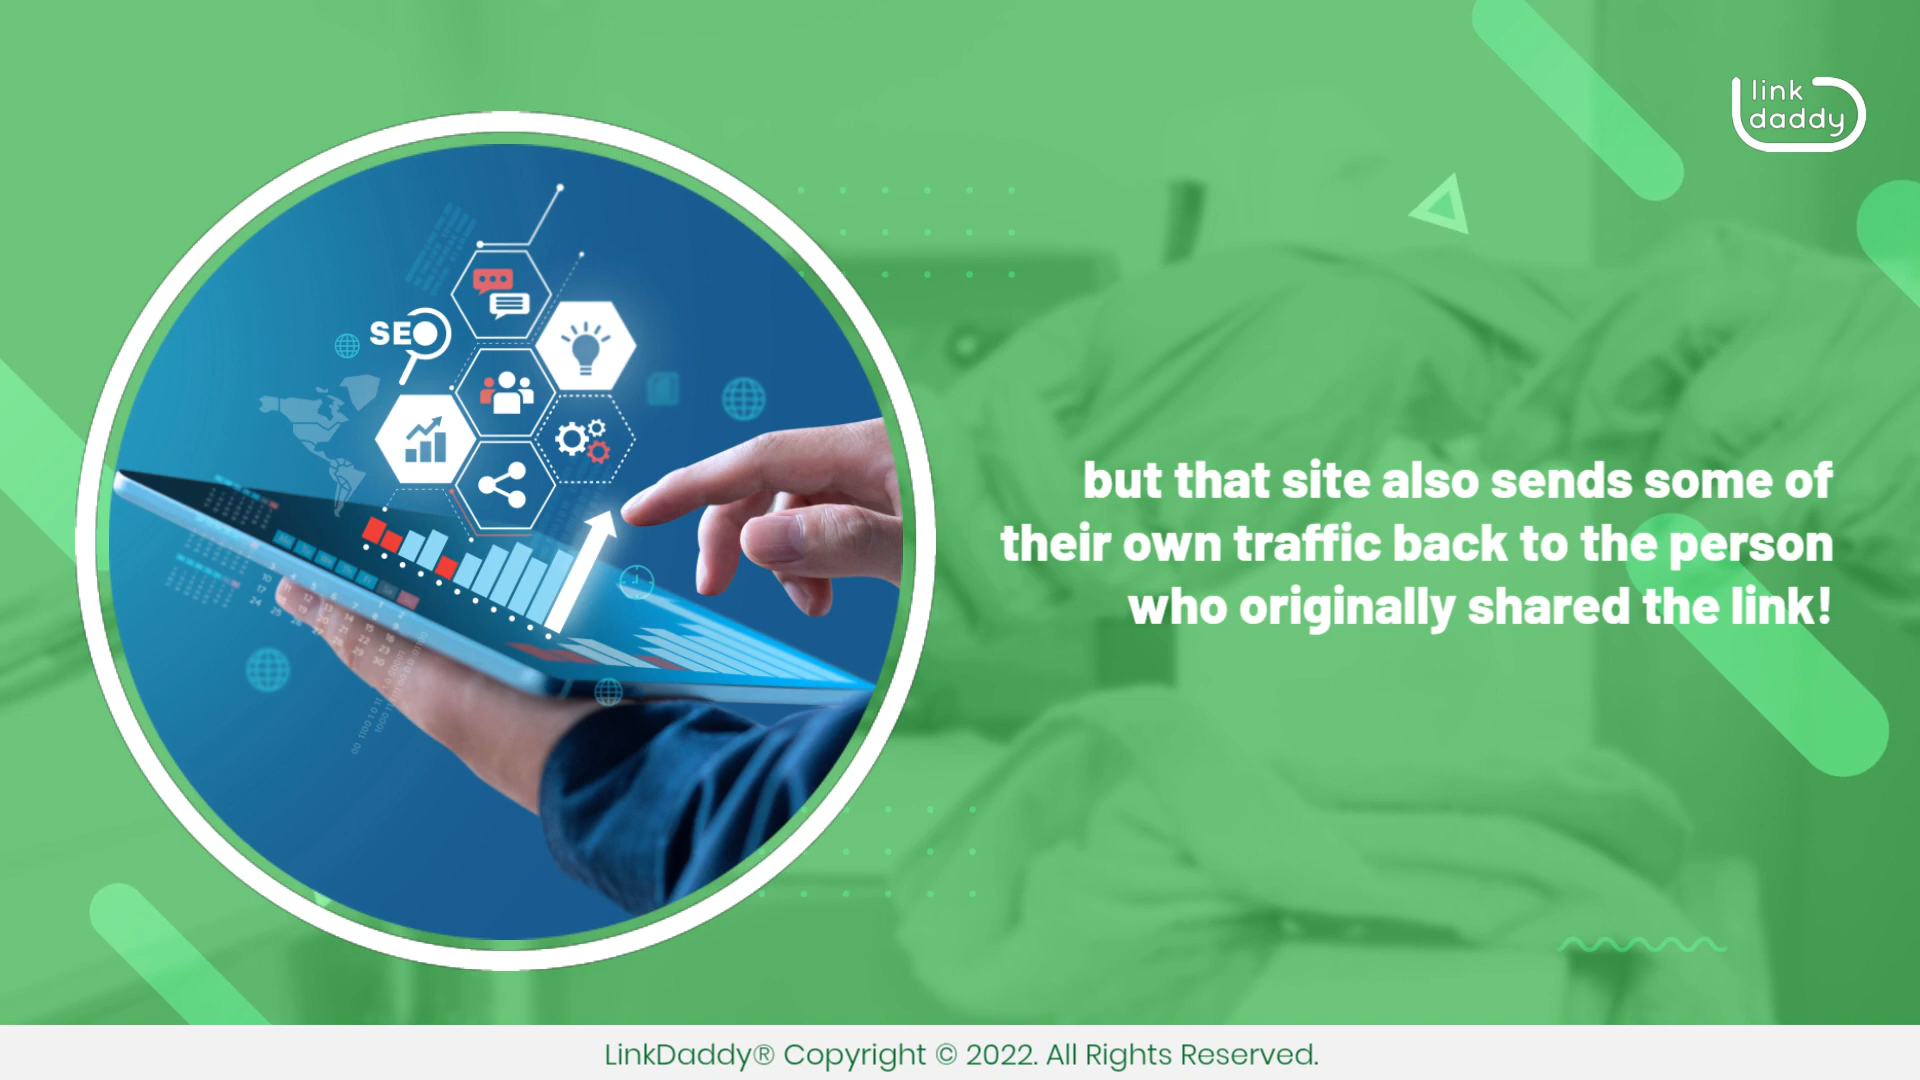 link
daddy
SEO
but that site also sends some of
their own traffic back to the person
who originally shared the link!
LinkDaddy® Copyright © 2022. All Rights Reserved.